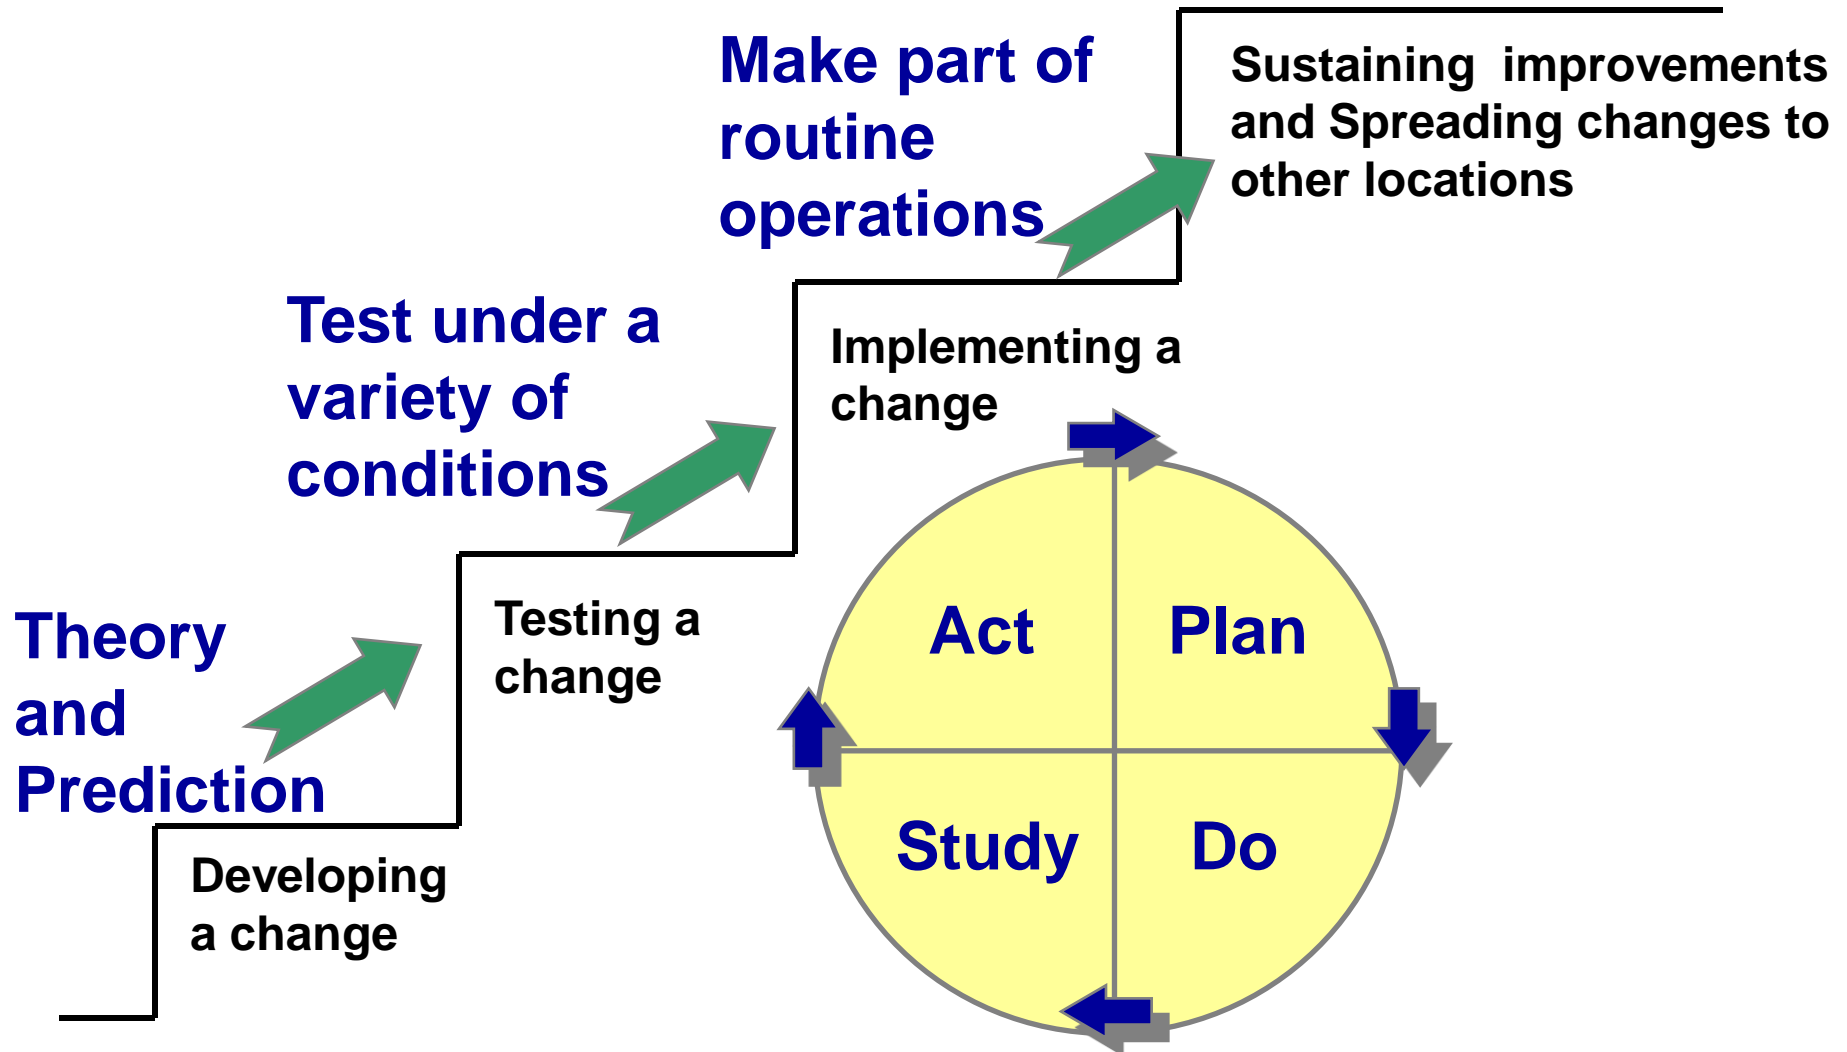 Make part of
routine
operations
Sustaining  improvements
and Spreading changes to
other locations
Test under a
variety of
conditions
Implementing a
change
Theory
and
Prediction
Testing a
change
Developing
a change
Act
Plan
Study
Do